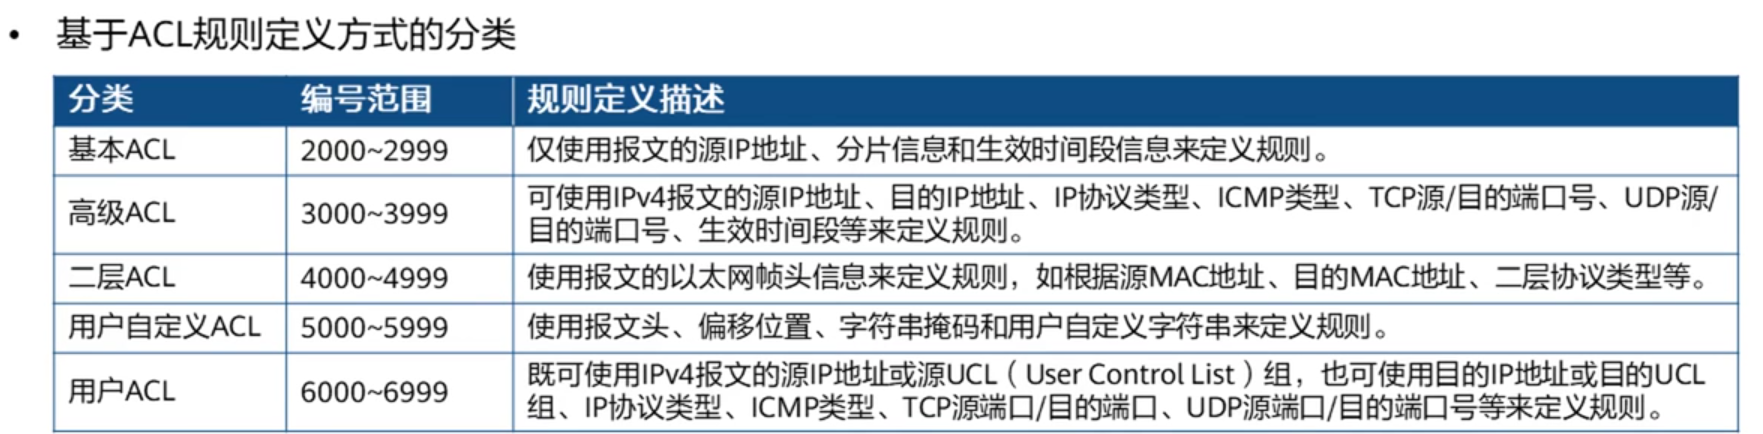 • 基于ACL规则定义方式的分类
分类 编号范围 规则定义描述
基本ACL 2000~2999 仅使用报文的源IP地址、分片信息和生效时间段信息来定义规则。
高级ACL 3000~3999 可使用IPv4报文的源IP地址、目的IP地址、IP协议类型、ICMP类型、TCP源/目的端口号、UDP源/
目的端口号、生效时间段等来定义规则。
二层ACL 4000~4999 使用报文的以太网帧头信息来定义规则，如根据源MAC地址、目的MAC地址、二层协议类型等。
用户自定义ACL 5000~5999 使用报文头、偏移位置、字符串掩码和用户自定义字符串来定义规则。
用户ACL 6000~6999 既可使用IPv4报文的源IP地址或源UCL（User Control List）组，也可使用目的IP地址或目的UCL
组、IP协议类型、ICMP类型、TCP源端口/目的端口、UDP源端口/目的端口号等来定义规则。